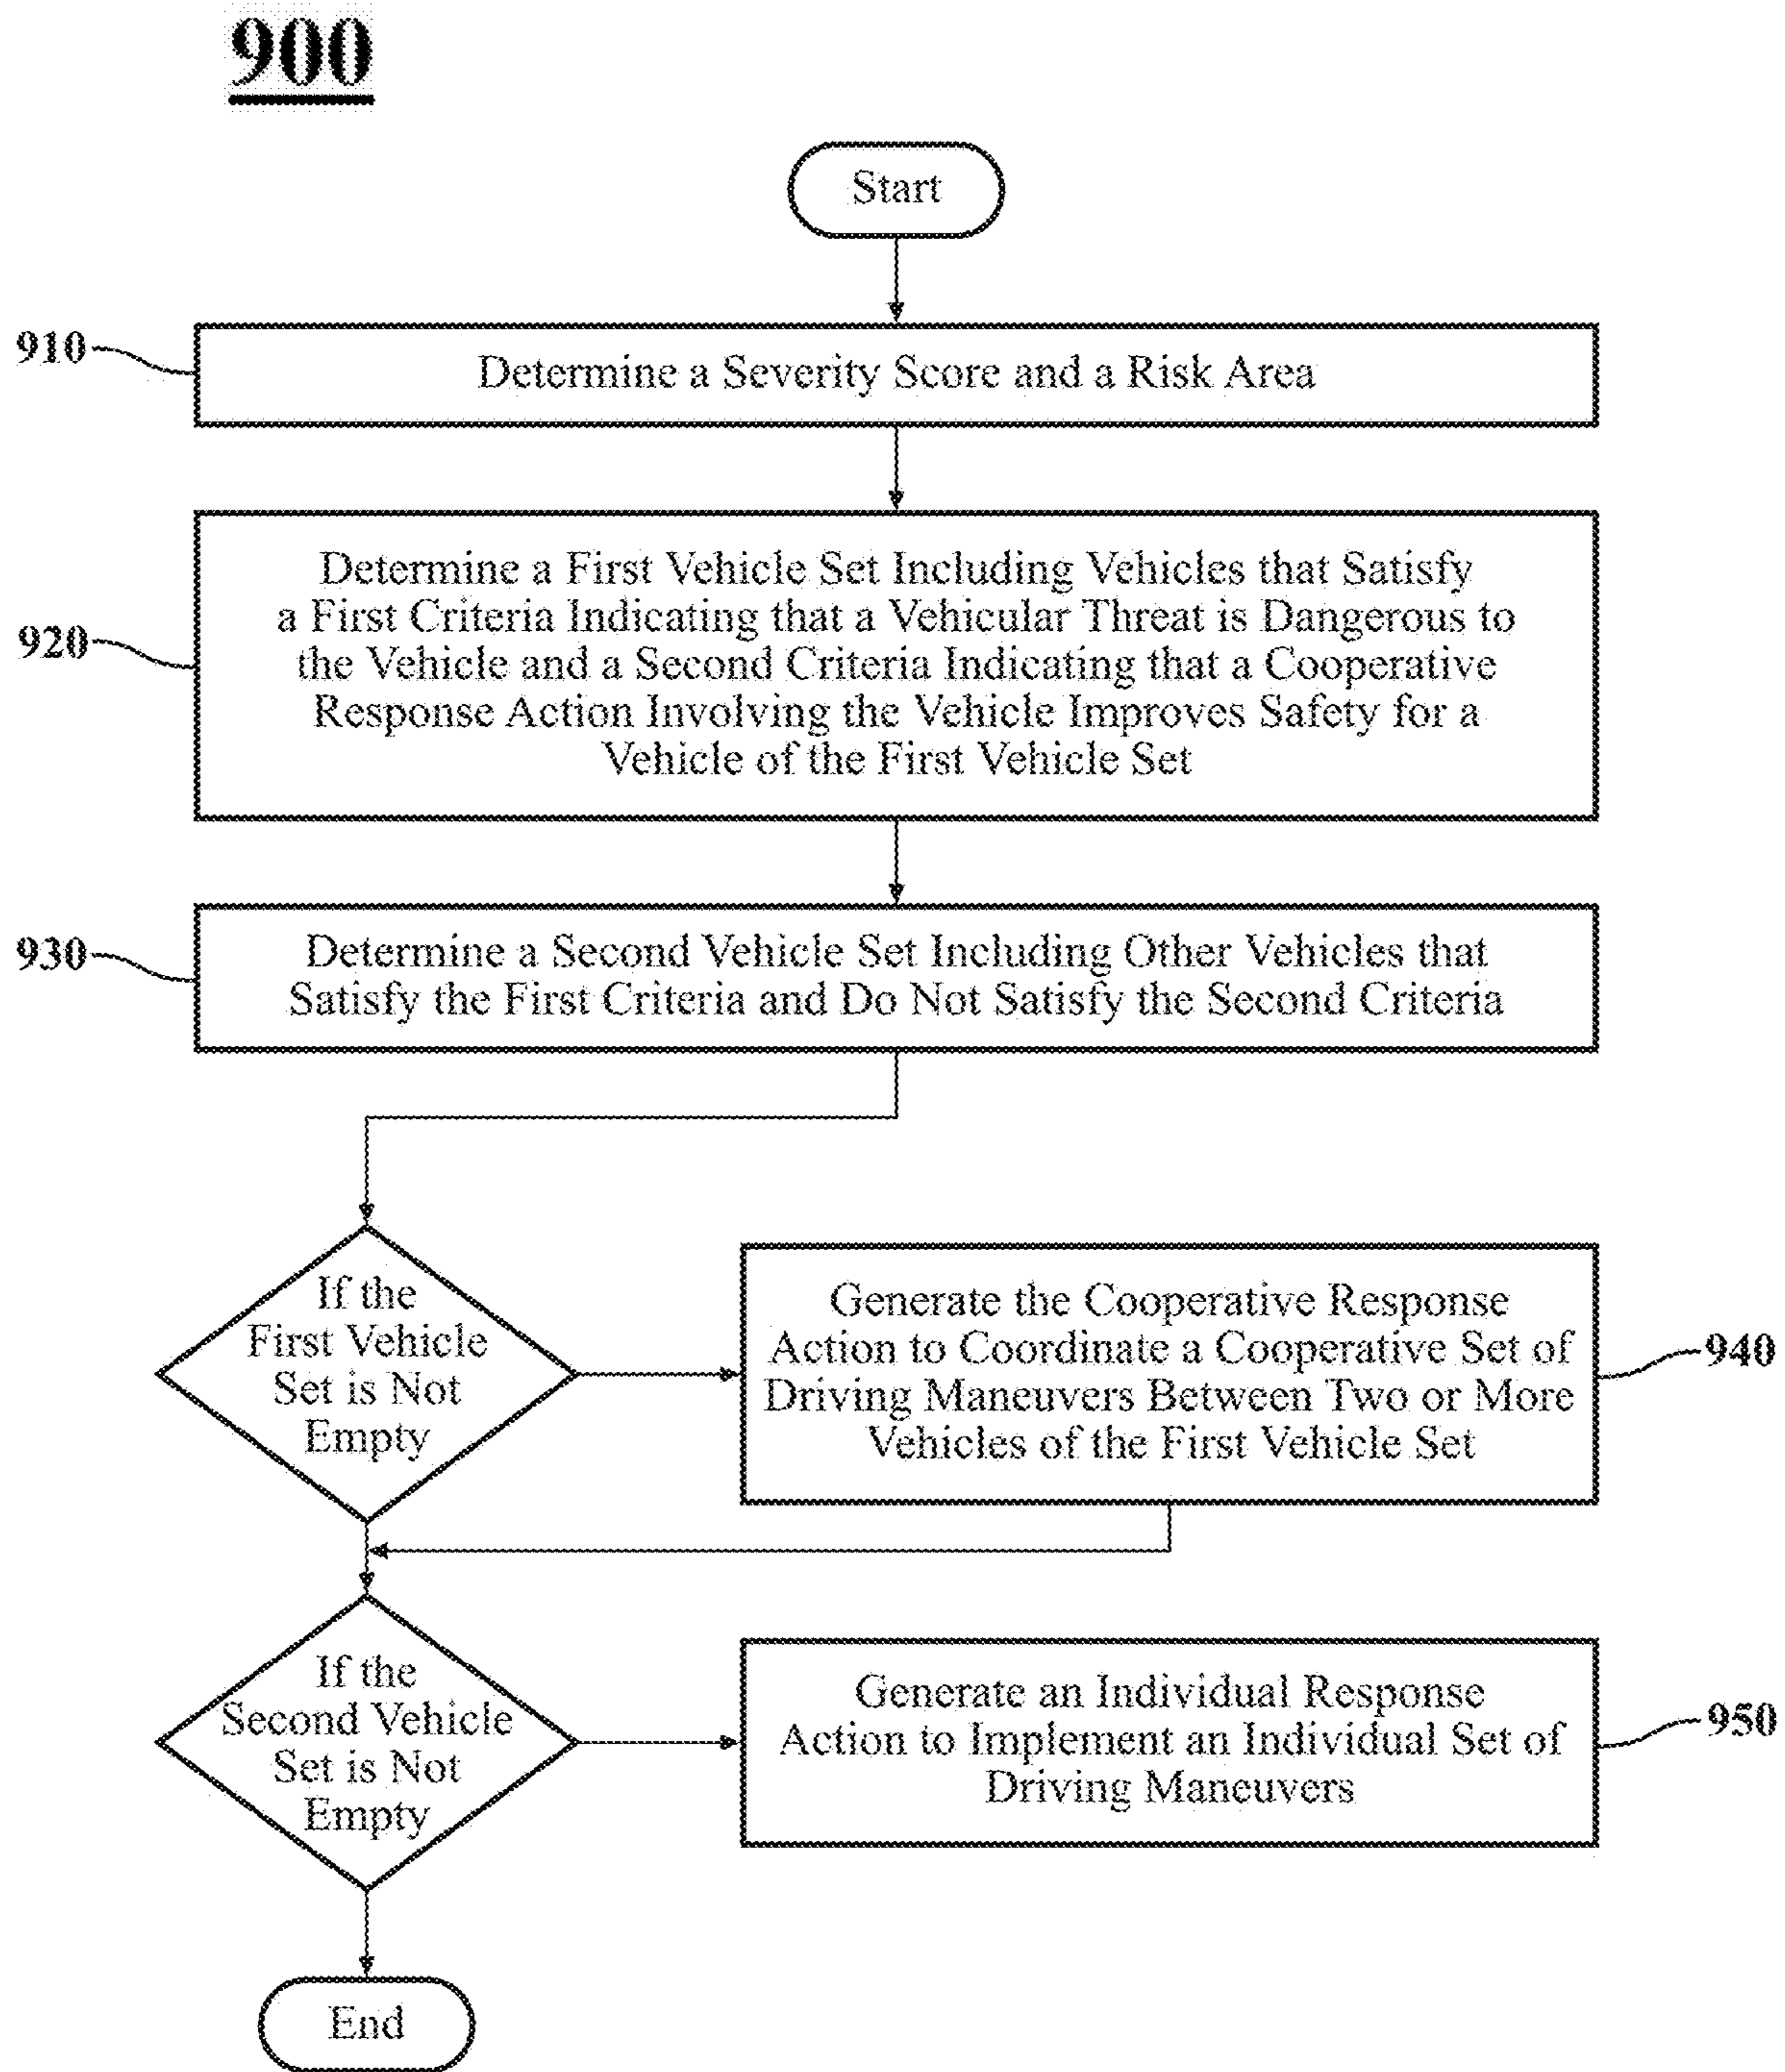 900
Start
910
Determine a Severity Score and a Risk Area
920
Determine a First Vehicle Set Including Vehicles that Satisfy
a First Criteria Indicating that a Vehicular Threat is Dangerous to
the Vehicle and a Second Criteria Indicating that a Cooperative
Response Action Involving the Vehicle Improves Safety for a
Vehicle of the First Vehicle Set
930
Determine a Second Vehicle Set Including Other Vehicles that
Satisfy the First Criteria and Do Not Satisfy the Second Criteria
If the
First Vehicle
Set is Not
Empty
Generate the Cooperative Response
Action to Coordinate a Cooperative Set of
Driving Maneuvers Between Two or More
Vehicles of the First Vehicle Set
940
If the
Second Vehicle
Set is Not
Empty
Generate an Individual Response
Action to Implement an Individual Set of
Driving Maneuvers
950
End